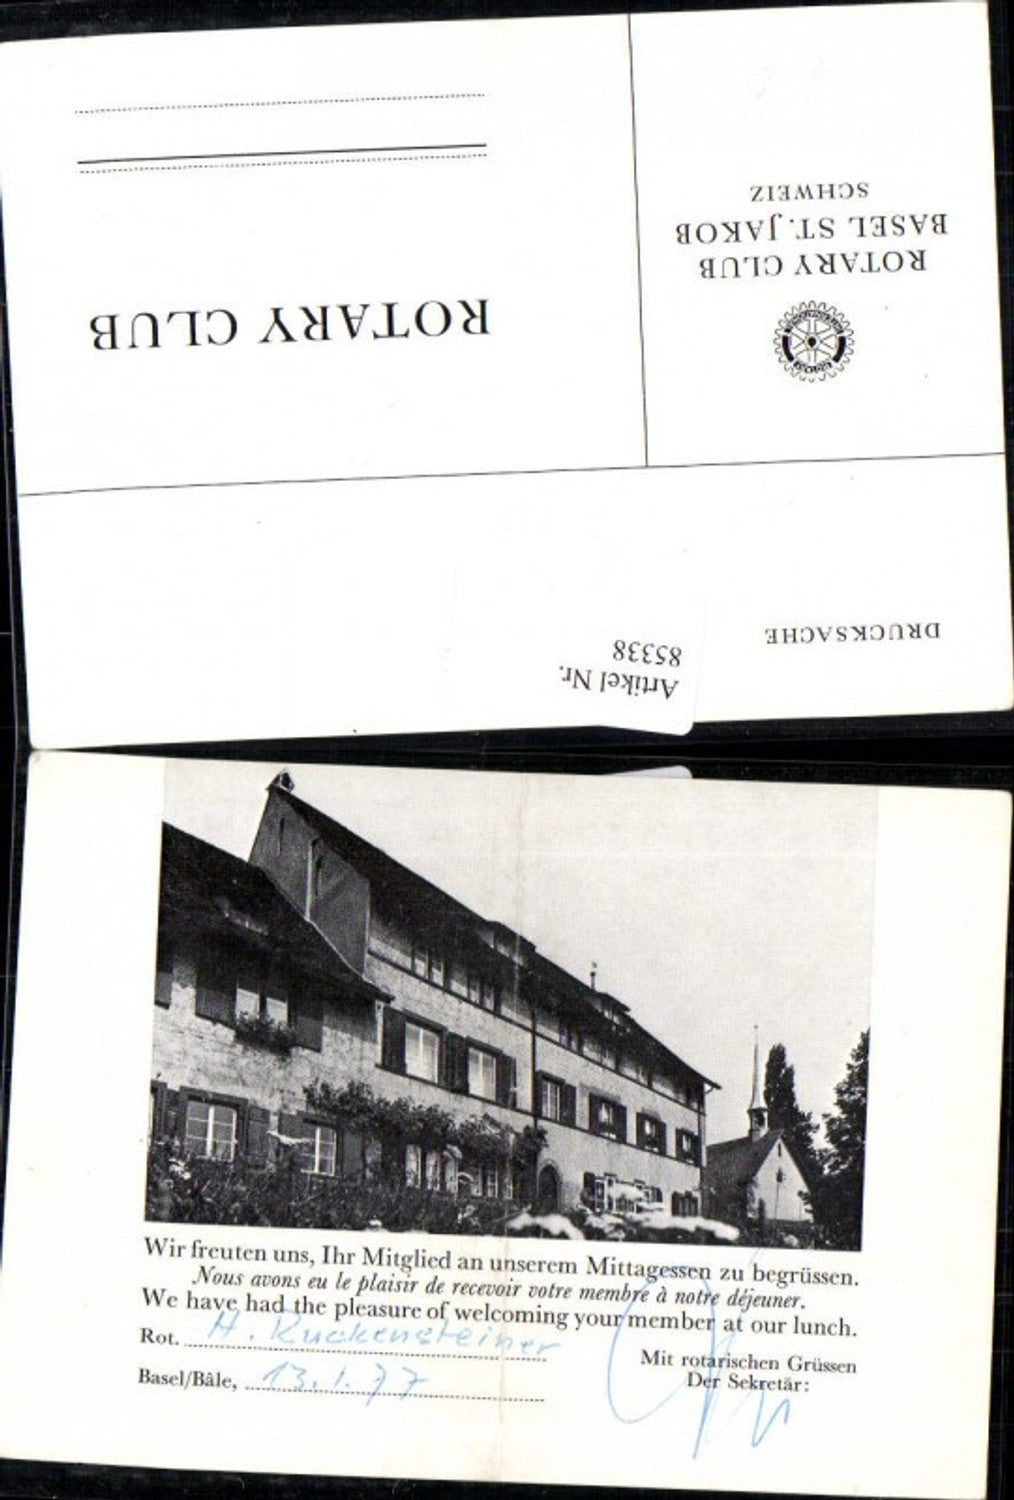 ROTARY CLUB
ROTARY CLUB
BASEL ST. JAKOB
SCHWEIZ
DRUCKSACHE
Artikel Nr.
85338
Wir freuten uns, Ihr Mitglied an unserem Mittagessen zu begrüssen.
Nous avons eu le plaisir de recevoir votre membre à notre déjeuner.
We have had the pleasure of welcoming your member at our lunch.
Rot. H. Ruckensteiner
Mit rotarischen Grüssen
Der Sekretär:
Basel/Bâle, 13.1.77